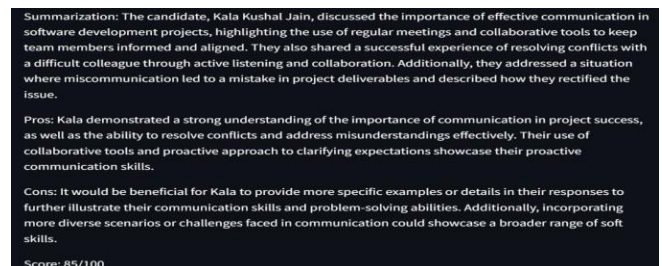 Summarization: The candidate, Kala Kushal Jain, discussed the importance of effective communication in
software development projects, highlighting the use of regular meetings and collaborative tools to keep
team members informed and aligned. They also shared a successful experience of resolving conflicts with
a difficult colleague through active listening and collaboration. Additionally, they addressed a situation
where miscommunication led to a mistake in project deliverables and described how they rectified the
issue.
Pros: Kala demonstrated a strong understanding of the importance of communication in project success,
as well as the ability to resolve conflicts and address misunderstandings effectively. Their use of
collaborative tools and proactive approach to clarifying expectations showcase their proactive
communication skills.
Cons: It would be beneficial for Kala to provide more specific examples or details in their responses to
further illustrate their communication skills and problem-solving abilities. Additionally, incorporating
more diverse scenarios or challenges faced in communication could showcase a broader range of soft
skills.
Score: 85/100